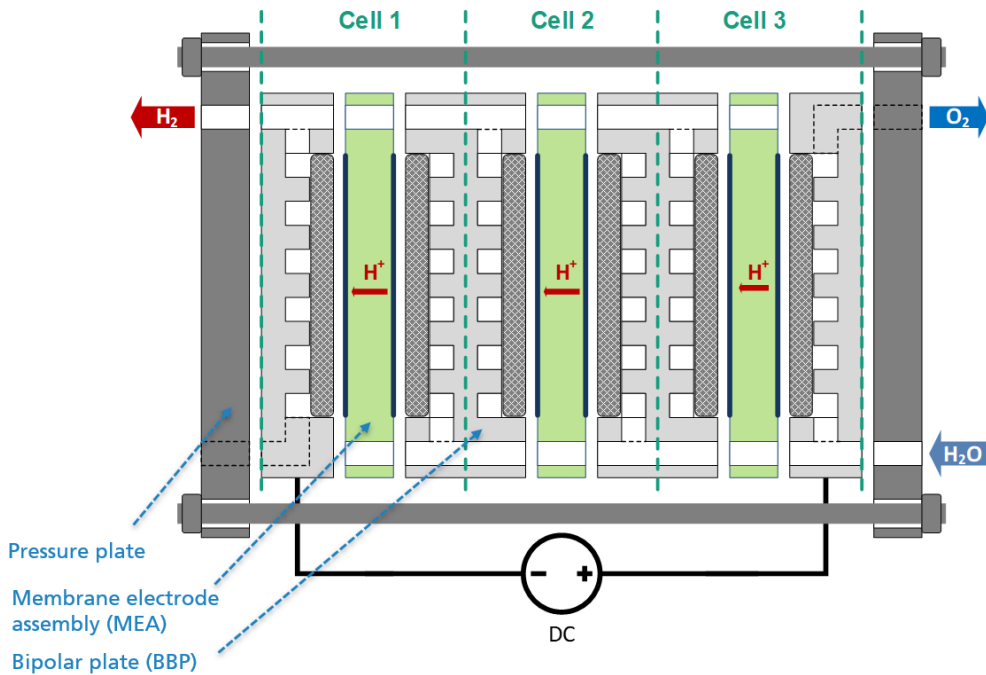 Cell 1
Cell 2
Cell 3
H₂
O₂
H⁺
H⁺
H⁺
H₂O
Pressure plate
Membrane electrode
assembly (MEA)
Bipolar plate (BBP)
- +
DC